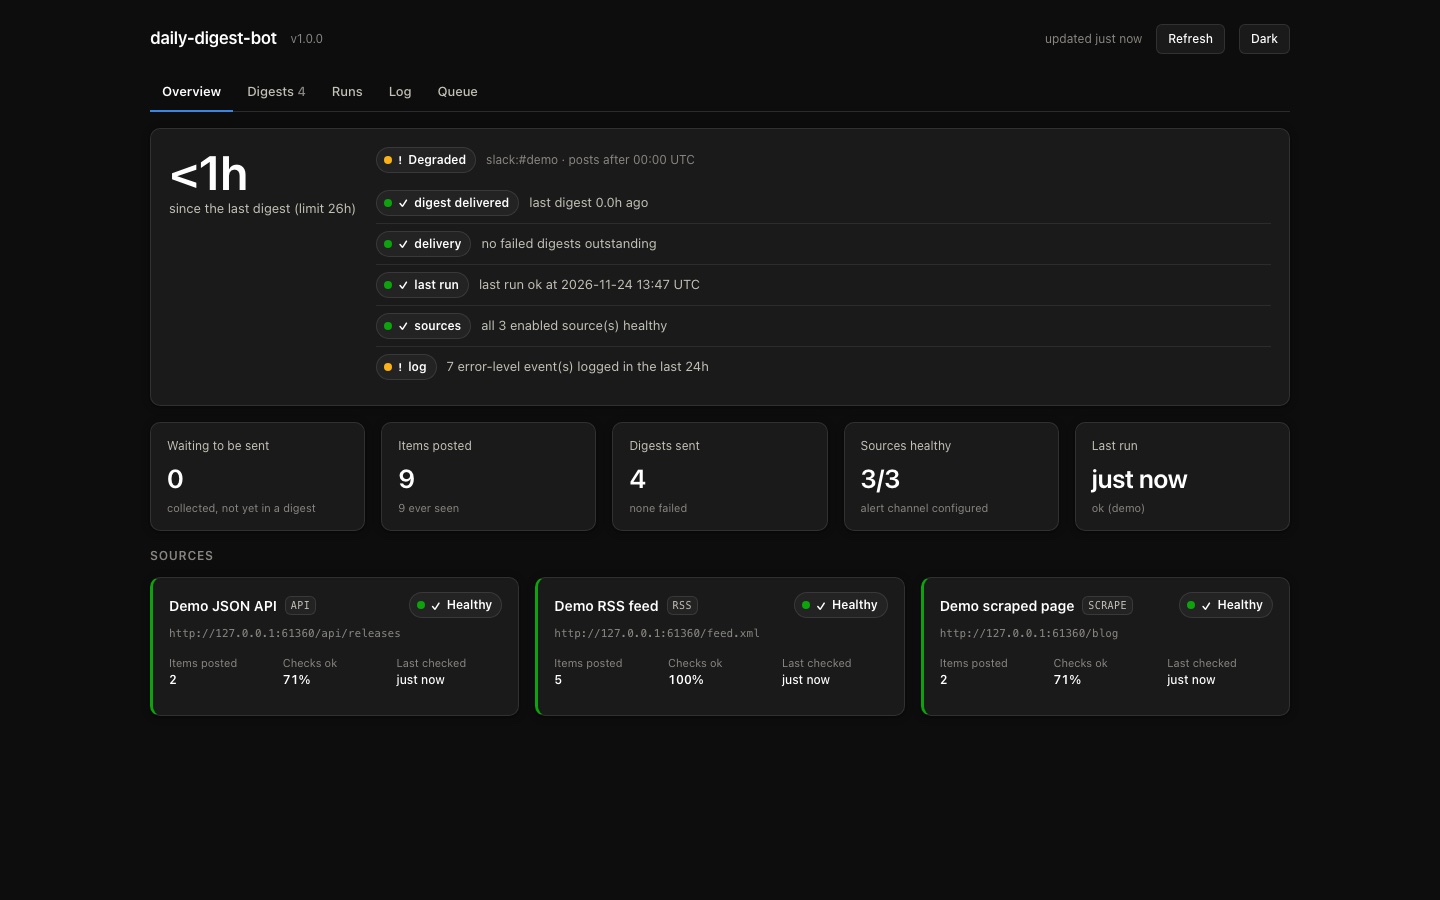 daily-digest-bot v1.0.0 updated just now Refresh Dark
Overview Digests 4 Runs Log Queue
<1h
since the last digest (limit 26h)
! Degraded slack:#demo · posts after 00:00 UTC
✓ digest delivered last digest 0.0h ago
✓ delivery no failed digests outstanding
✓ last run last run ok at 2026-11-24 13:47 UTC
✓ sources all 3 enabled source(s) healthy
! log 7 error-level event(s) logged in the last 24h
Waiting to be sent
0
collected, not yet in a digest
Items posted
9
9 ever seen
Digests sent
4
none failed
Sources healthy
3/3
alert channel configured
Last run
just now
ok (demo)
SOURCES
Demo JSON API API ✓ Healthy
http://127.0.0.1:61360/api/releases
Items posted Checks ok Last checked
2 71% just now
Demo RSS feed RSS ✓ Healthy
http://127.0.0.1:61360/feed.xml
Items posted Checks ok Last checked
5 100% just now
Demo scraped page SCRAPE ✓ Healthy
http://127.0.0.1:61360/blog
Items posted Checks ok Last checked
2 71% just now